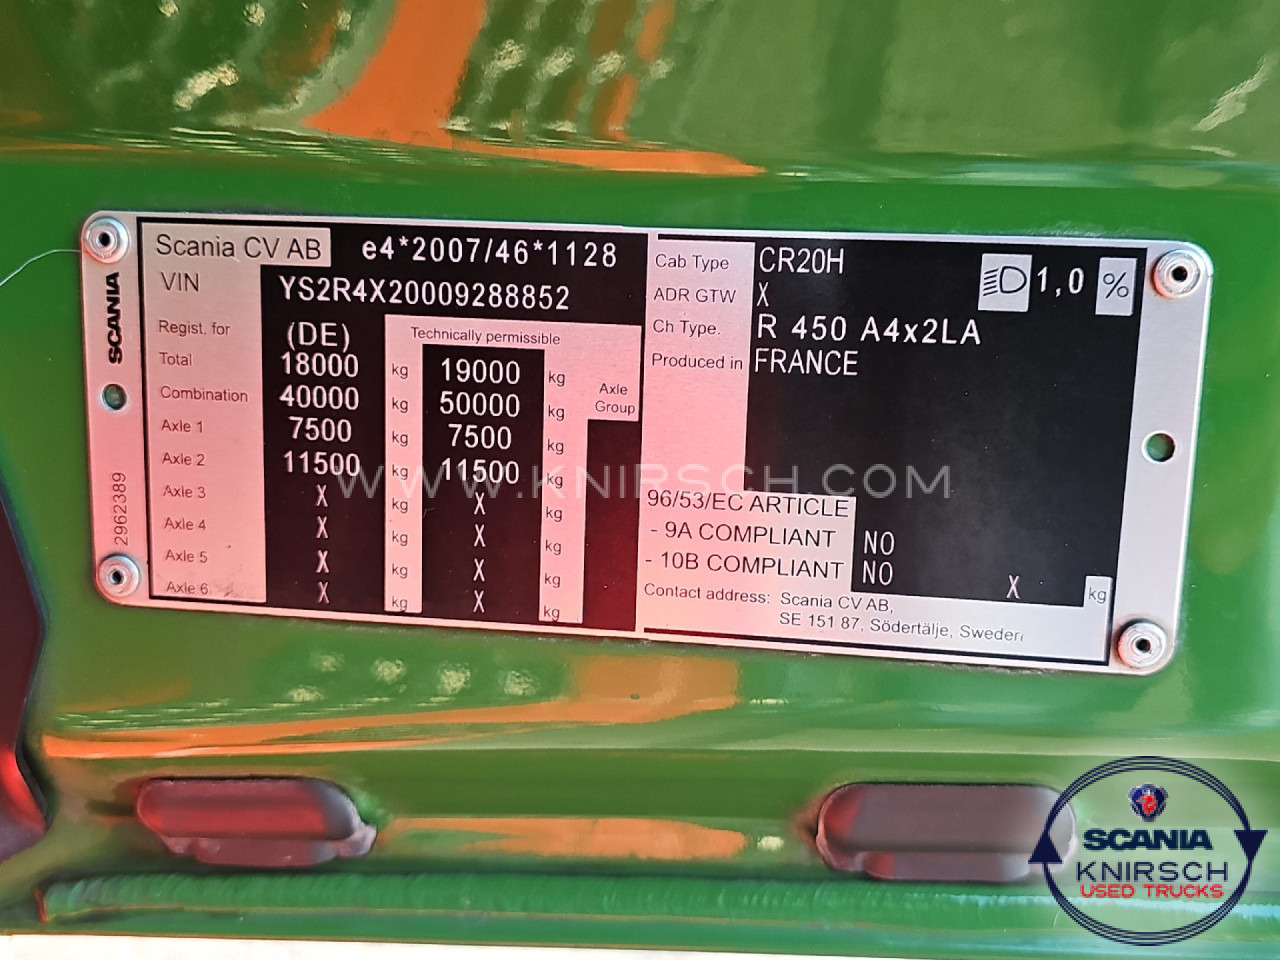 Scania CV AB e4*2007/46*1128
VIN YS2R4X20009288852
Regist. for (DE) Technically permissible
Total 18000 kg 19000 kg
Combination 40000 kg 50000 kg Axle Group
Axle 1 7500 kg 7500 kg
Axle 2 11500 kg 11500 kg
Axle 3 X kg X kg
Axle 4 X kg X kg
Axle 5 X kg X kg
Axle 6 X kg X kg
SCANIA
2962389
Cab Type CR20H 1,0 %
ADR GTW X
Ch Type. R 450 A4x2LA
Produced in FRANCE
96/53/EC ARTICLE
- 9A COMPLIANT NO
- 10B COMPLIANT NO X kg
Contact address: Scania CV AB,
SE 151 87, Södertälje, Sweden
WWW.KNIRSCH.COM
SCANIA
KNIRSCH
USED TRUCKS